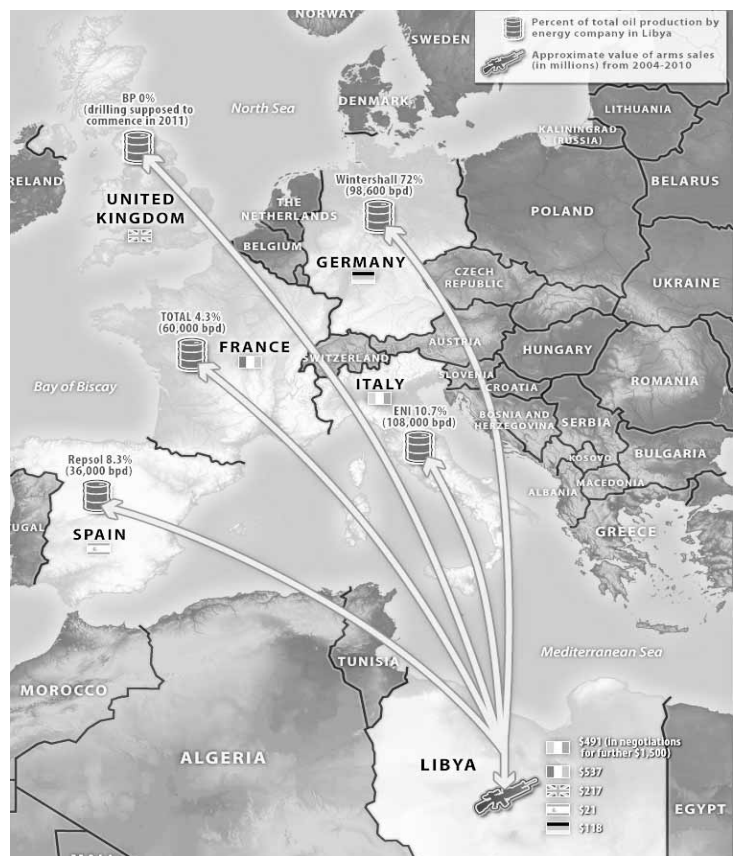 NORWAY
SWEDEN
Percent of total oil production by
energy company in Libya
Approximate value of arms sales
(in millions) from 2004-2010
BP 0%
(drilling supposed to
commence in 2011)
North Sea
DENMARK
LITHUANIA
KALININGRAD
(RUSSIA)
RELAND
UNITED
KINGDOM
THE
NETHERLANDS
BELGIUM
Wintershall 72%
(98,600 bpd)
GERMANY
POLAND
BELARUS
CZECH
REPUBLIC
UKRAINE
TOTAL 4.3%
(60,000 bpd)
FRANCE
SWITZERLAND
AUSTRIA
HUNGARY
SLOVENIA
CROATIA
ROMANIA
Bay of Biscay
ITALY
ENI 10.7%
(108,000 bpd)
BOSNIA AND
HERZEGOVINA
SERBIA
KOSOVO
BULGARIA
MACEDONIA
ALBANIA
GREECE
Repsol 8.3%
(36,000 bpd)
TUGAL
SPAIN
Mediterranean Sea
MOROCCO
TUNISIA
ALGERIA
LIBYA
EGYPT
$491 (in negotiations
for further $1,500)
$537
$217
$21
$118